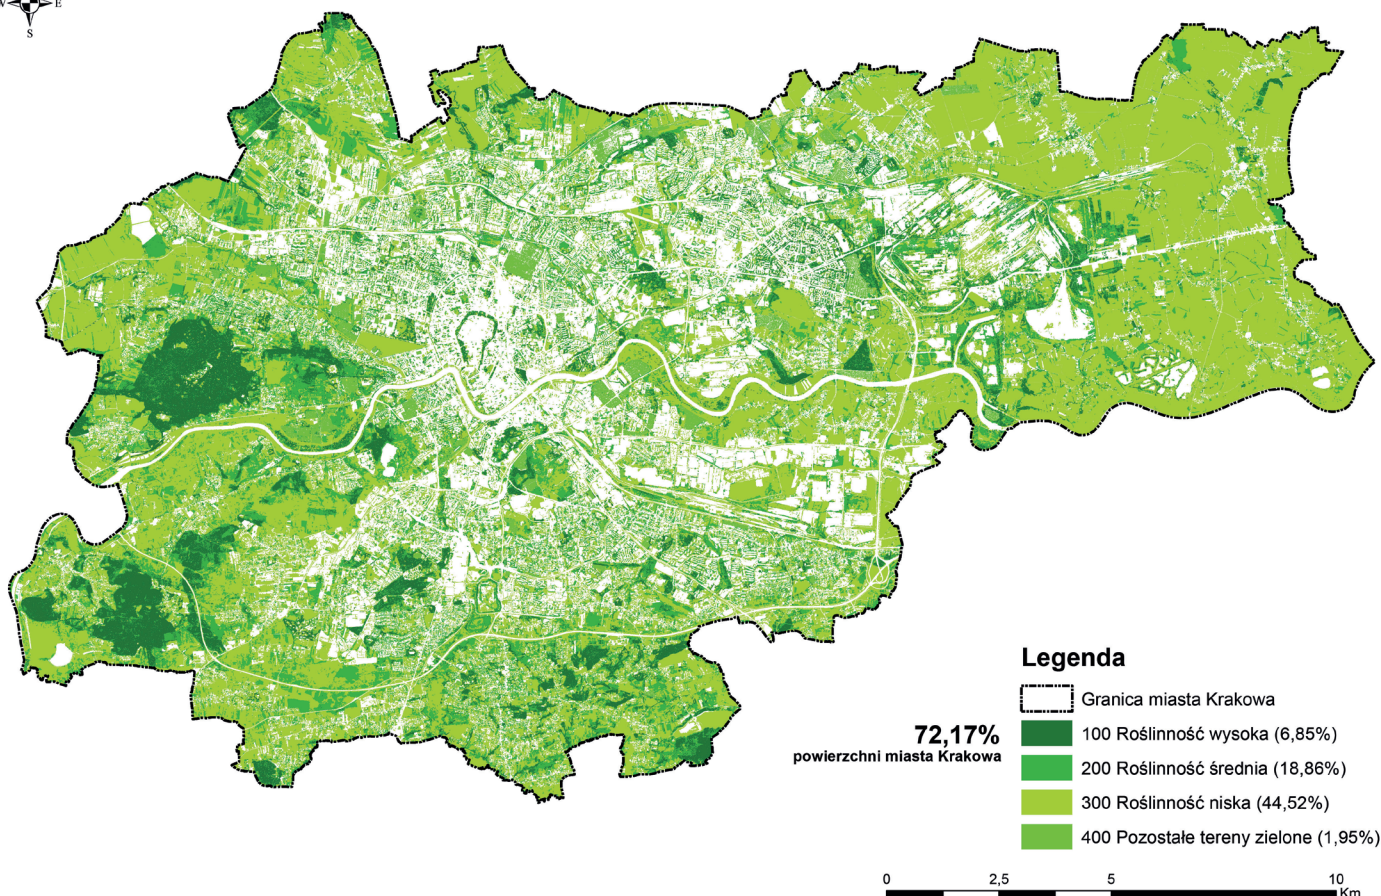 E
S
Legenda
Granica miasta Krakowa
72,17%
powierzchni miasta Krakowa
100 Roślinność wysoka (6,85%)
200 Roślinność średnia (18,86%)
300 Roślinność niska (44,52%)
400 Pozostałe tereny zielone (1,95%)
0 2,5 5 10
Km